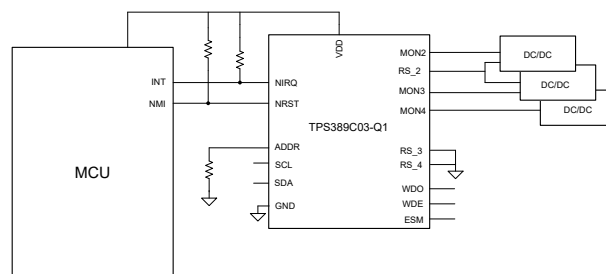 MCU
INT
NMI
VDD
NIRQ
NRST
ADDR
SCL
SDA
GND
TPS389C03-Q1
MON2
RS_2
MON3
MON4
RS_3
RS_4
WDO
WDE
ESM
DC/DC
DC/DC
DC/DC